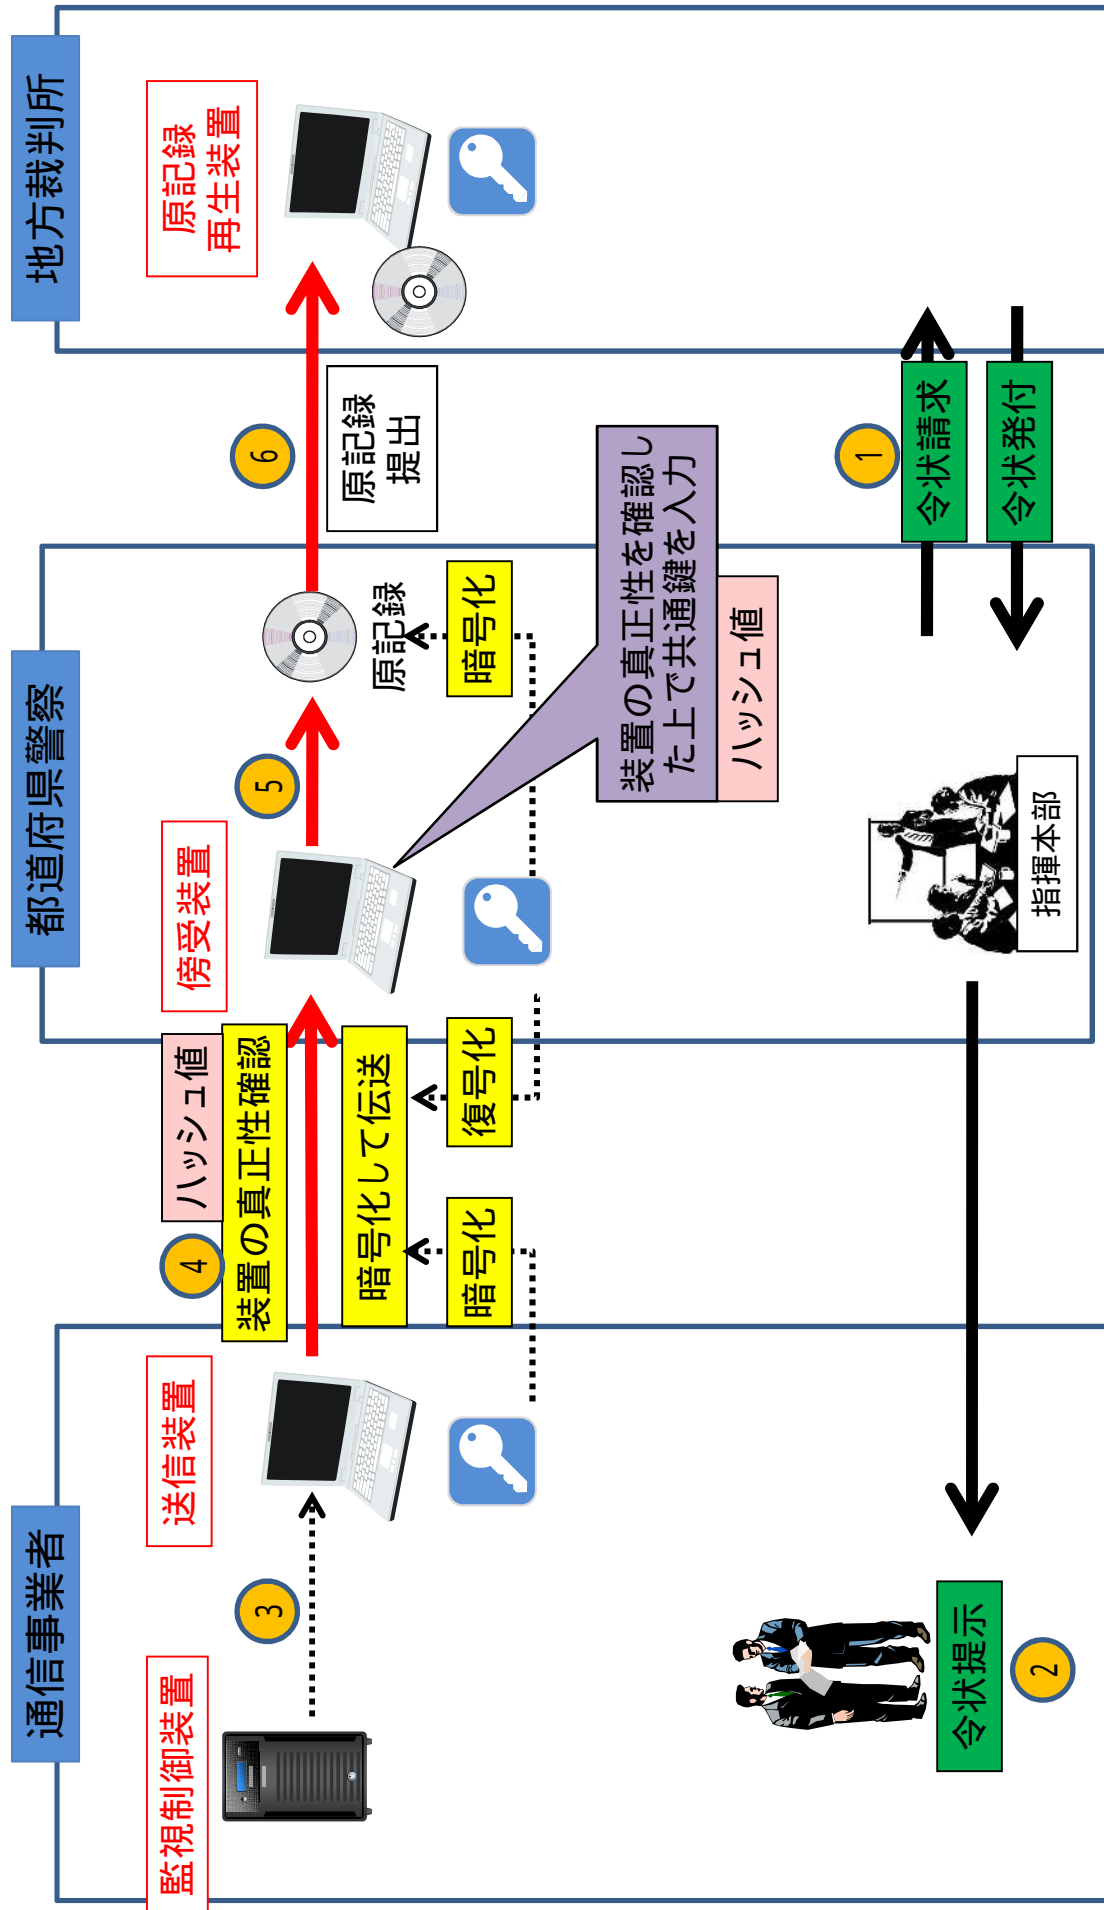 通信事業者
都道府県警察
地方裁判所
監視制御装置
3
送信装置
4
ハッシュ値
装置の真正性確認
暗号化して伝送
暗号化
復号化
傍受装置
5
原記録
暗号化
装置の真正性を確認し
た上で共通鍵を入力
ハッシュ値
6
原記録
提出
原記録
再生装置
1
令状請求
令状発付
指揮本部
令状提示
2